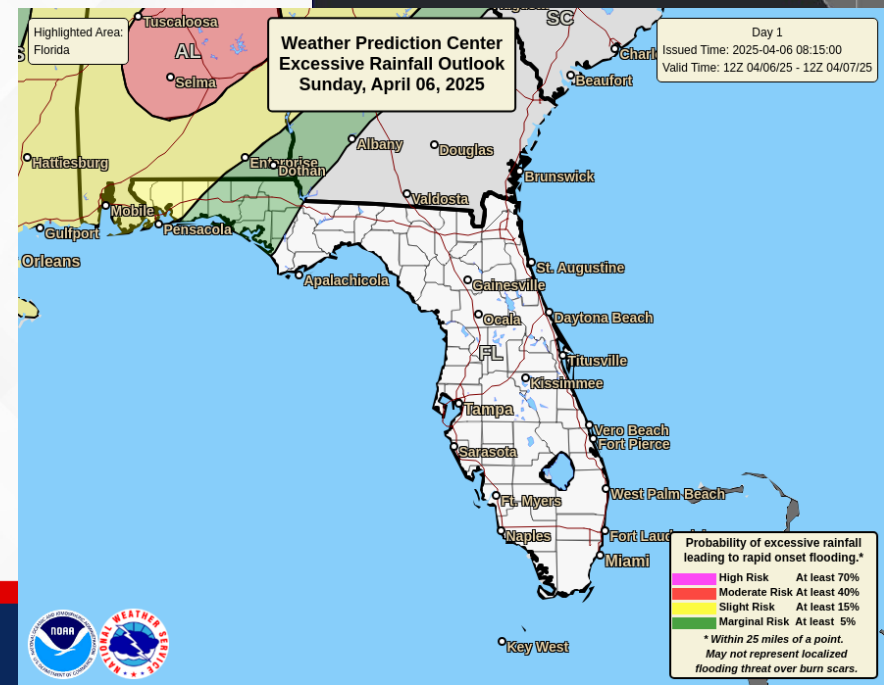 Highlighted Area:
Florida
Weather Prediction Center
Excessive Rainfall Outlook
Sunday, April 06, 2025
Day 1
Issued Time: 2025-04-06 08:15:00
Valid Time: 12Z 04/06/25 - 12Z 04/07/25
Tuscaloosa
SC
AL
Selma
Beaufort
Albany
Douglas
Hattiesburg
Enterprise
Dothan
Brunswick
Valdosta
Mobile
Pensacola
Gulfport
Orleans
St. Augustine
Apalachicola
Gainesville
Ocala
Daytona Beach
FL
Titusville
Kissimmee
Tampa
Vero Beach
Fort Pierce
Sarasota
West Palm Beach
Ft. Myers
Naples
Miami
Key West
Probability of excessive rainfall
leading to rapid onset flooding.*
High Risk At least 70%
Moderate Risk At least 40%
Slight Risk At least 15%
Marginal Risk At least 5%
* Within 25 miles of a point.
May not represent localized
flooding threat over burn scars.
NOAA
NATIONAL WEATHER SERVICE